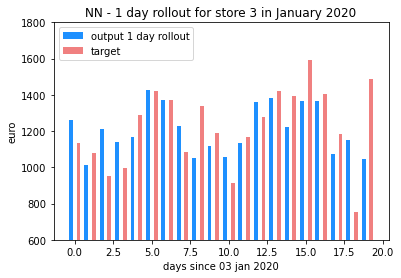 NN - 1 day rollout for store 3 in January 2020
output 1 day rollout
target
euro
1800
1600
1400
1200
1000
800
600
0.0 2.5 5.0 7.5 10.0 12.5 15.0 17.5 20.0
days since 03 jan 2020